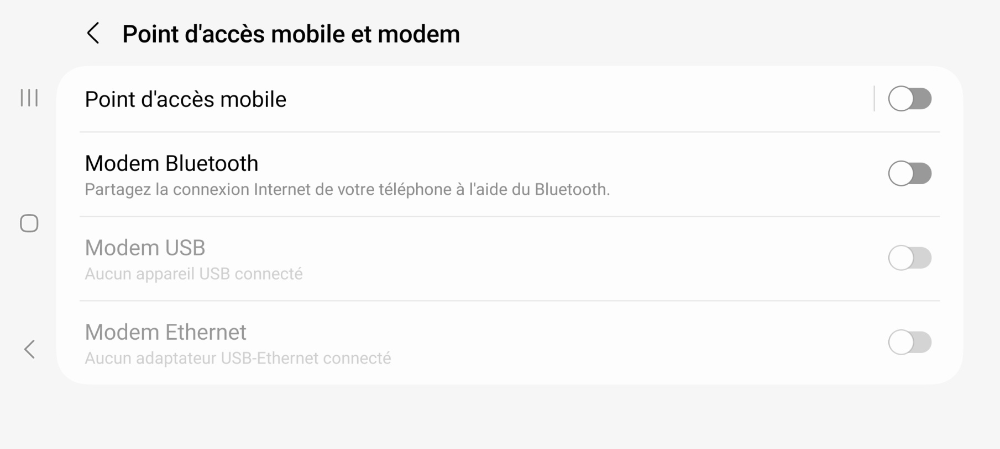 Point d'accès mobile et modem
Point d'accès mobile
Modem Bluetooth
Partagez la connexion Internet de votre téléphone à l'aide du Bluetooth.
Modem USB
Aucun appareil USB connecté
Modem Ethernet
Aucun adaptateur USB-Ethernet connecté